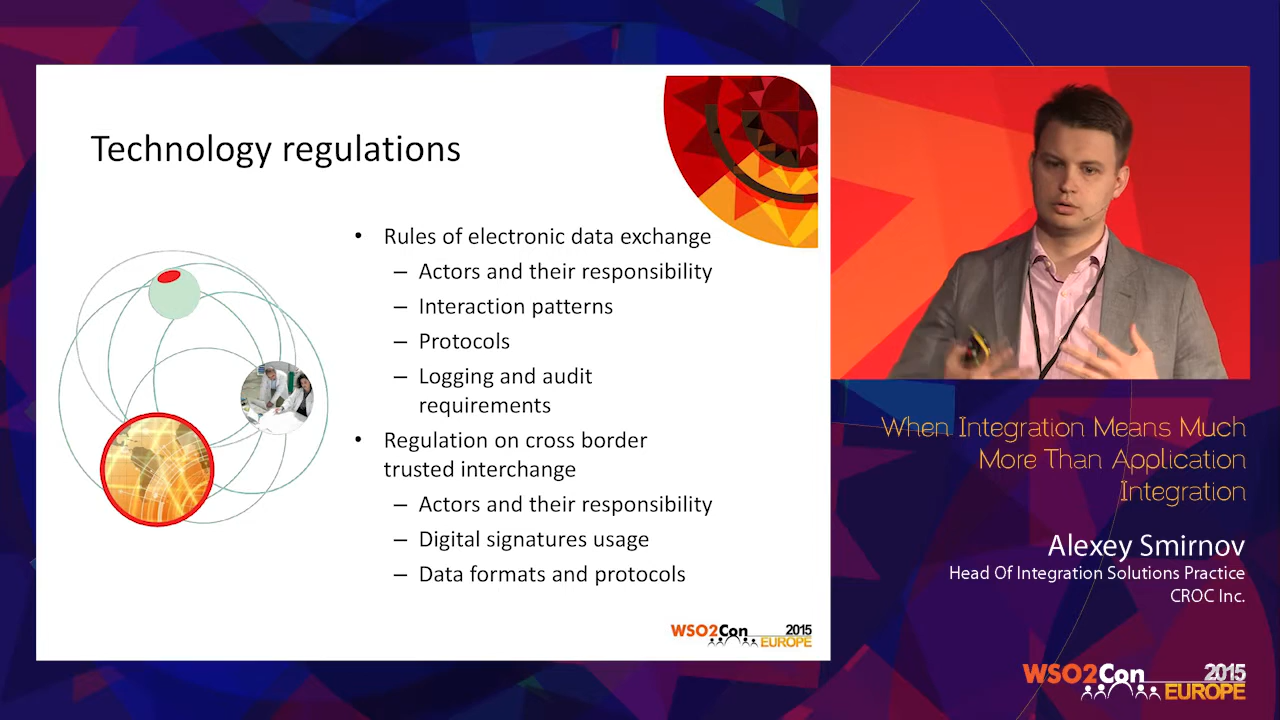 Technology regulations
• Rules of electronic data exchange
– Actors and their responsibility
– Interaction patterns
– Protocols
– Logging and audit
requirements
• Regulation on cross border
trusted interchange
– Actors and their responsibility
– Digital signatures usage
– Data formats and protocols
WSO2Con 2015
EUROPE
When Integration Means Much
More Than Application
Integration
Alexey Smirnov
Head Of Integration Solutions Practice
CROC Inc.
WSO2Con 2015
EUROPE